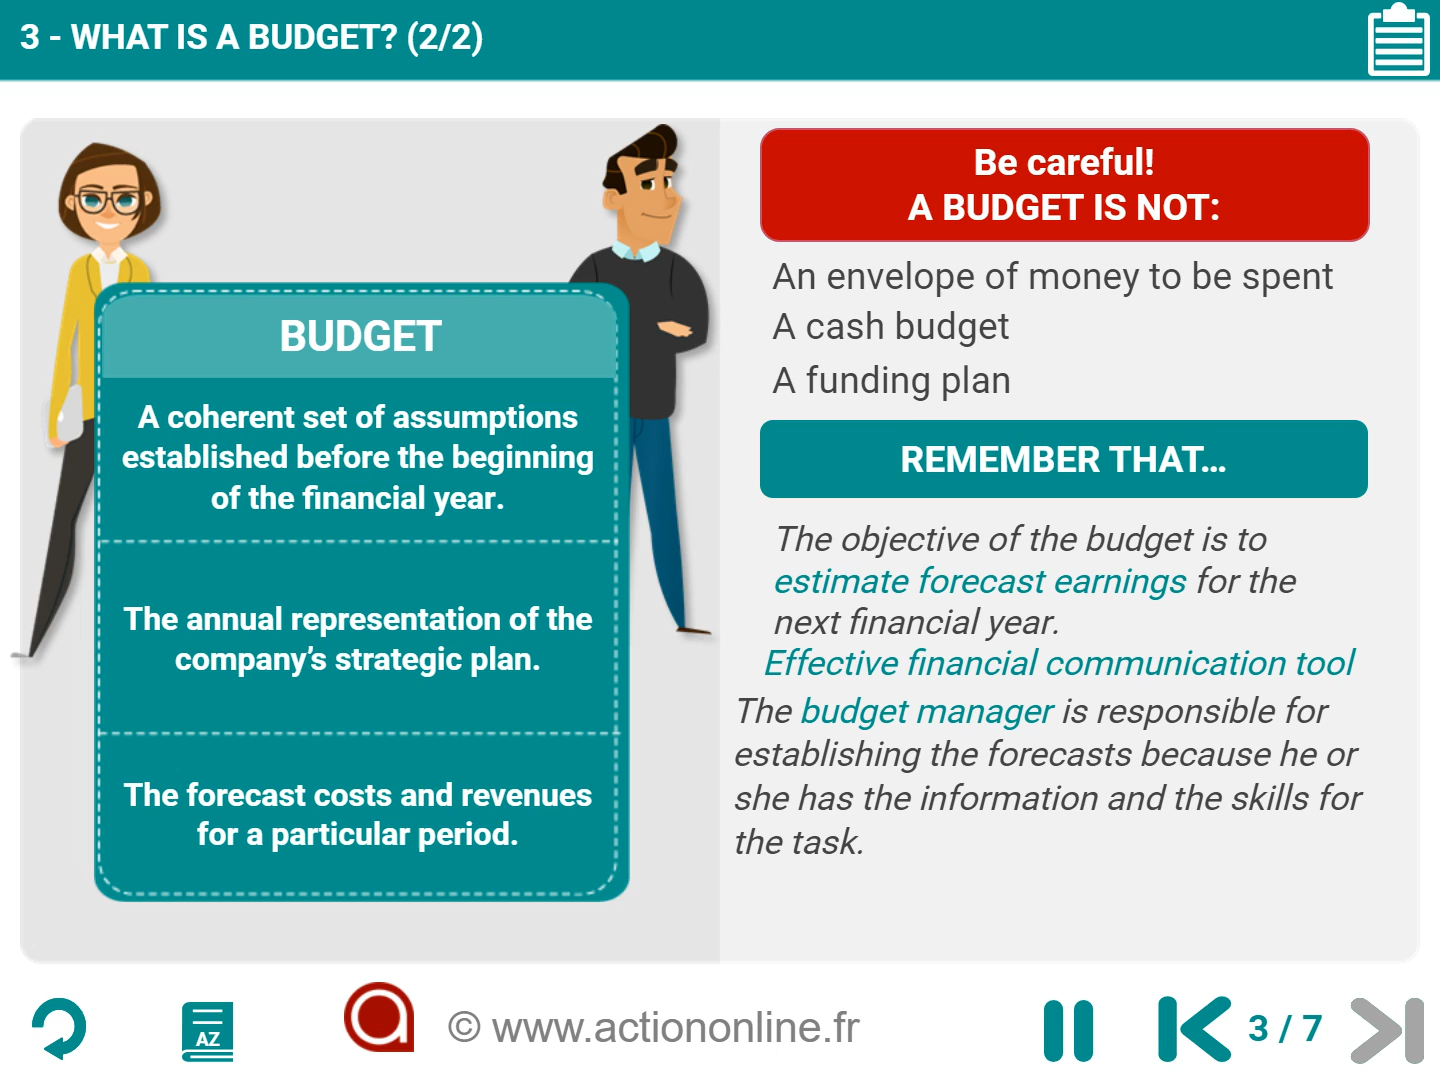 3 - WHAT IS A BUDGET? (2/2)
BUDGET
A coherent set of assumptions
established before the beginning
of the financial year.
The annual representation of the
company’s strategic plan.
The forecast costs and revenues
for a particular period.
Be careful!
A BUDGET IS NOT:
An envelope of money to be spent
A cash budget
A funding plan
REMEMBER THAT...
The objective of the budget is to
estimate forecast earnings for the
next financial year.
Effective financial communication tool
The budget manager is responsible for
establishing the forecasts because he or
she has the information and the skills for
the task.
AZ
a
© www.actiononline.fr
3 / 7